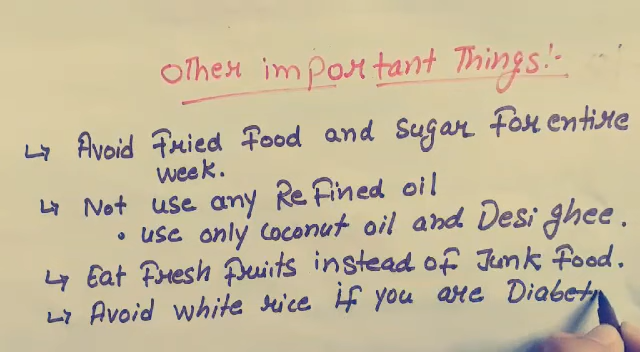 Other important Things:-
↳ Avoid Fried Food and Sugar For entire
week.
↳ Not use any Refined oil
• use only coconut oil and Desi ghee.
↳ Eat Fresh Fruits instead of Junk Food.
↳ Avoid white rice if you are Diabet